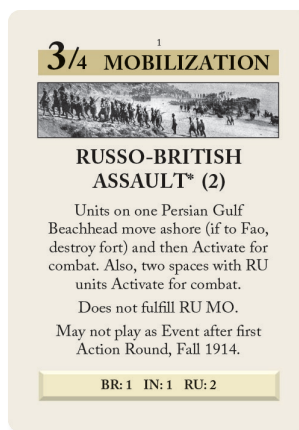 1
3/4 MOBILIZATION
RUSSO-BRITISH
ASSAULT* (2)
Units on one Persian Gulf
Beachhead move ashore (if to Fao,
destroy fort) and then Activate for
combat. Also, two spaces with RU
units Activate for combat.
Does not fulfill RU MO.
May not play as Event after first
Action Round, Fall 1914.
BR: 1 IN: 1 RU: 2